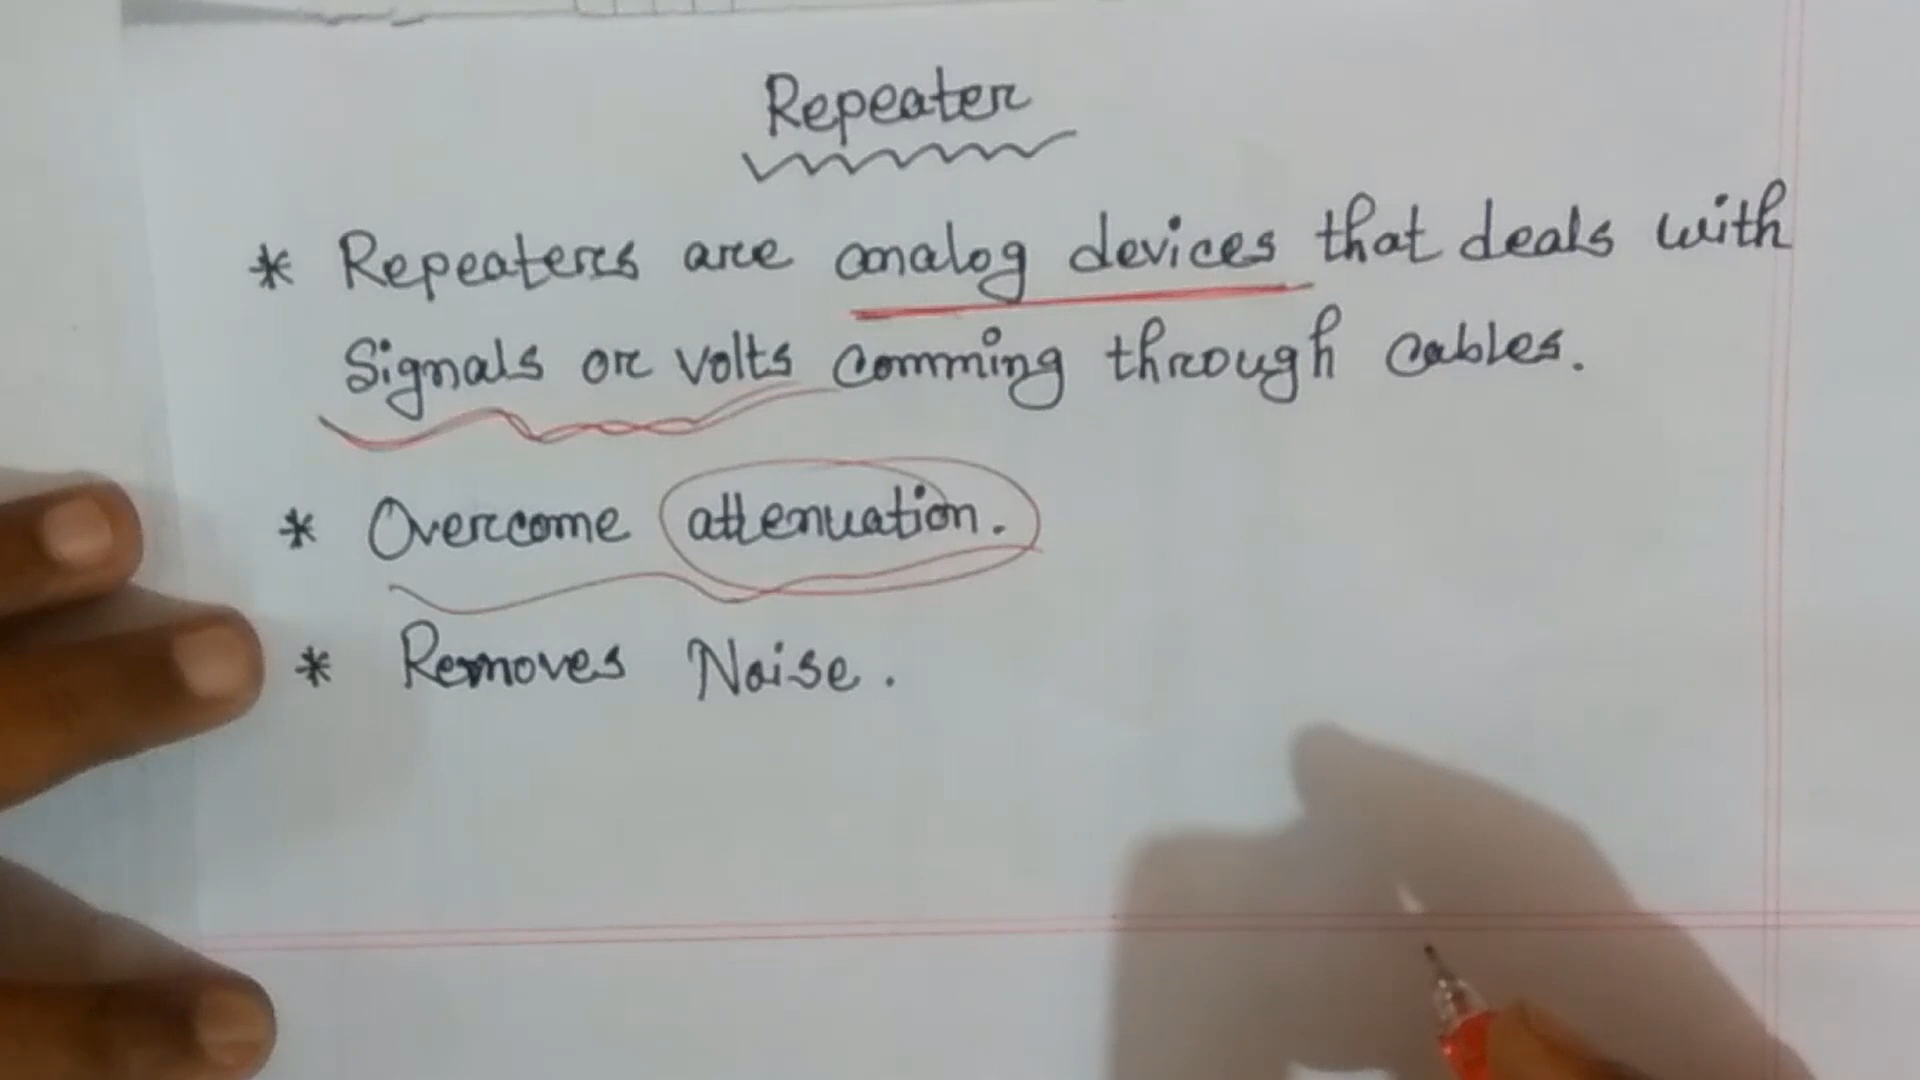 Repeater
* Repeaters are analog devices that deals with
Signals or volts comming through cables.
* Overcome attenuation.
* Removes Noise.